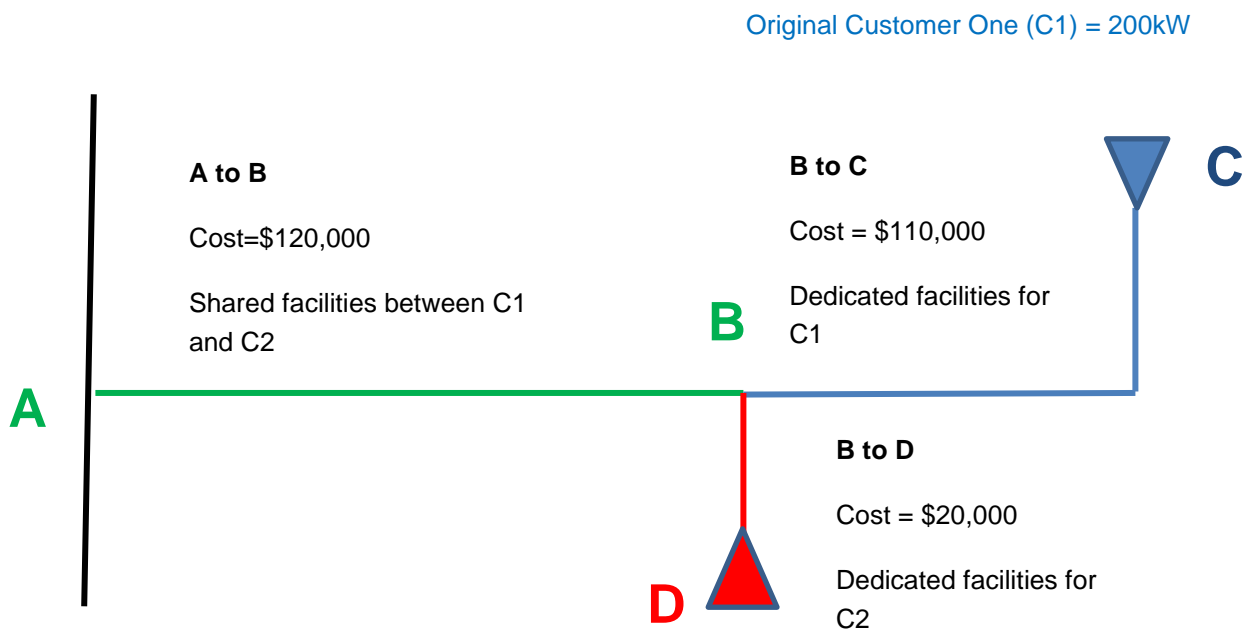 Original Customer One (C1) = 200kW
A to B
Cost=$120,000
Shared facilities between C1
and C2
B to C
Cost = $110,000
Dedicated facilities for
C1
C
B
A
B to D
Cost = $20,000
Dedicated facilities for
C2
D